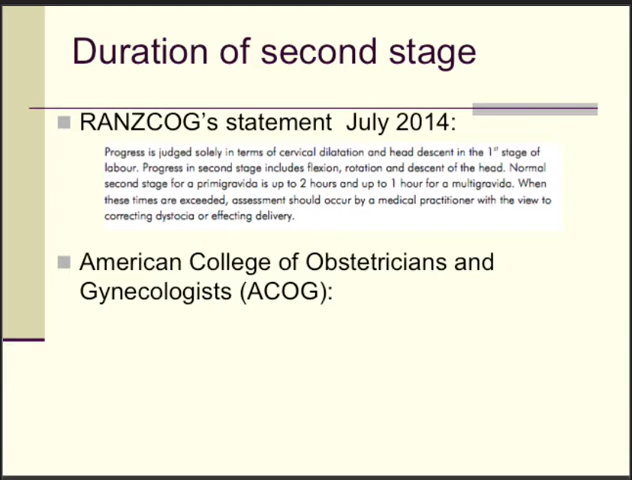 Duration of second stage
RANZCOG's statement  July 2014:
Progress is judged solely in terms of cervical dilatation and head descent in the 1st stage of
labour. Progress in second stage includes flexion, rotation and descent of the head. Normal
second stage for a primigravida is up to 2 hours and up to 1 hour for a multigravida. When
these times are exceeded, assessment should occur by a medical practitioner with the view to
correcting dystocia or effecting delivery.
American College of Obstetricians and
Gynecologists (ACOG):